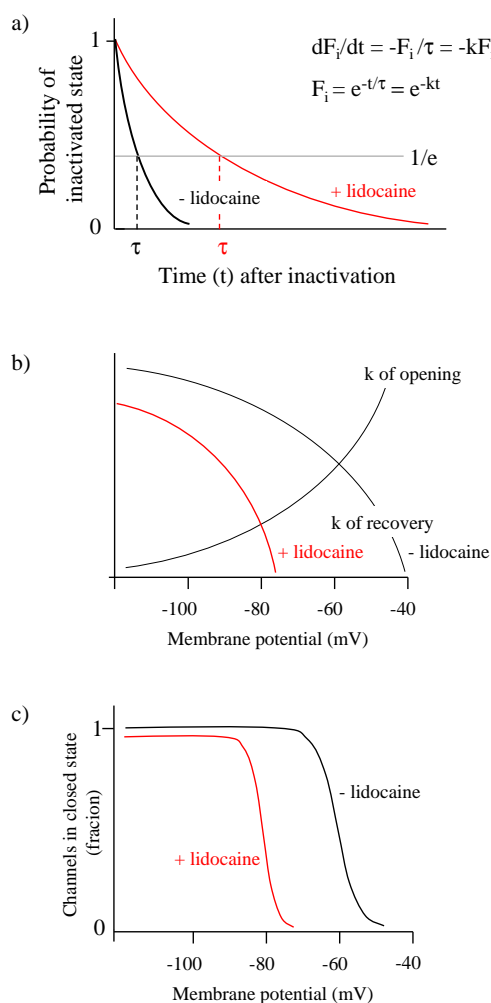 a)
dF_i/dt = -F_i/τ = -kF_i
F_i = e^-t/τ = e^-kt
Probability of
inactivated state
1
0
1/e
- lidocaine
+ lidocaine
τ
τ
Time (t) after inactivation
b)
k of opening
k of recovery
+ lidocaine
- lidocaine
-100
-80
-60
-40
Membrane potential (mV)
c)
Channels in closed state
(fracion)
1
0
- lidocaine
+ lidocaine
-100
-80
-60
-40
Membrane potential (mV)